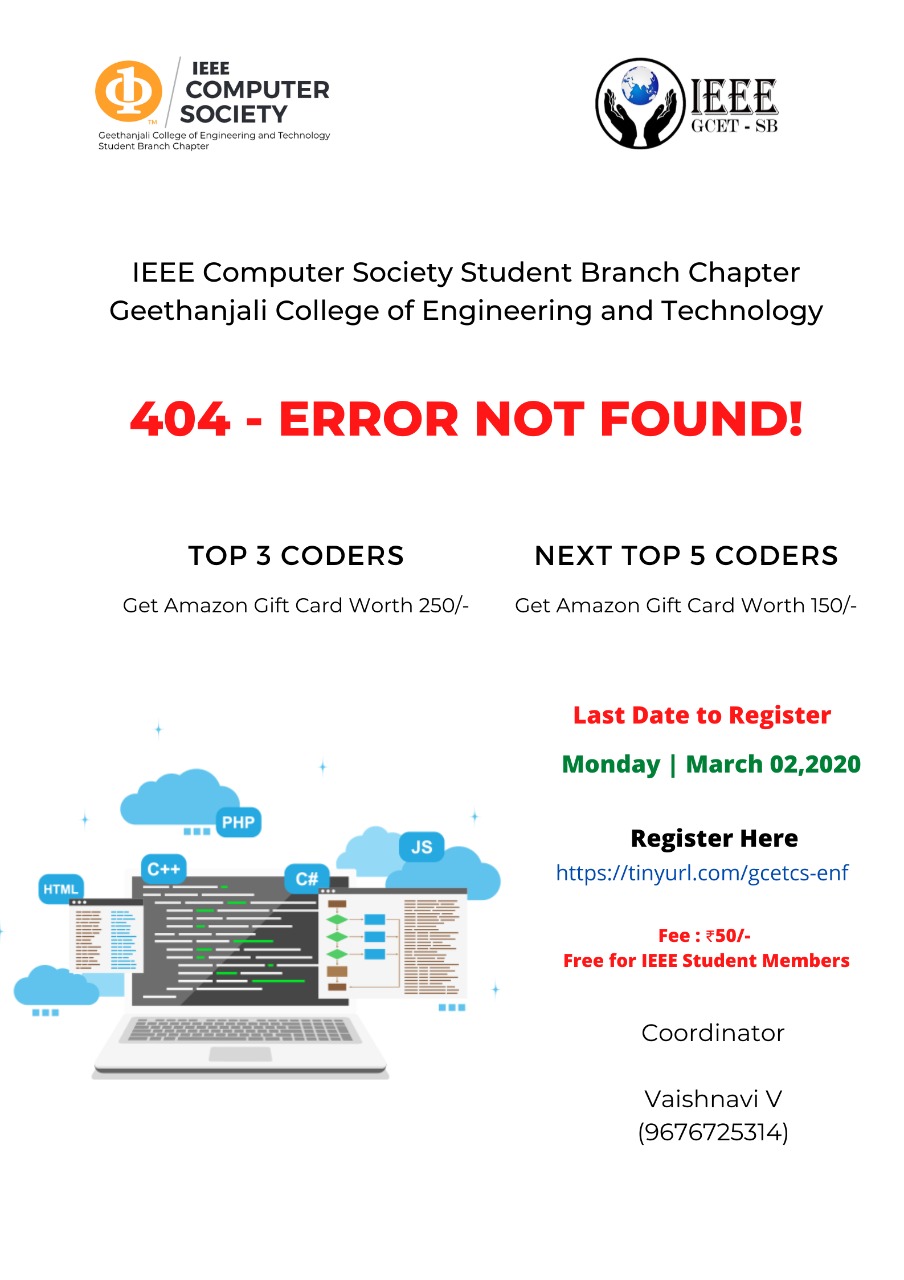 IEEE
COMPUTER
SOCIETY
TM
Geethanjali College of Engineering and Technology
Student Branch Chapter
IEEE
GCET - SB
IEEE Computer Society Student Branch Chapter
Geethanjali College of Engineering and Technology
404 - ERROR NOT FOUND!
TOP 3 CODERS
Get Amazon Gift Card Worth 250/-
NEXT TOP 5 CODERS
Get Amazon Gift Card Worth 150/-
Last Date to Register
Monday | March 02,2020
Register Here
https://tinyurl.com/gcetcs-enf
Fee : ₹50/-
Free for IEEE Student Members
Coordinator
Vaishnavi V
(9676725314)
PHP
JS
C++
C#
HTML